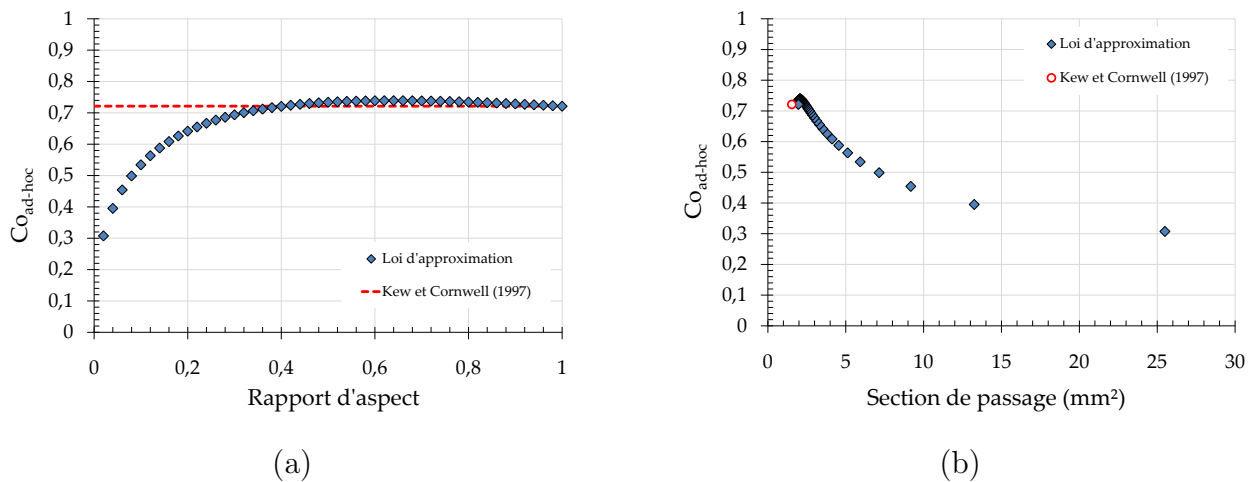 1
0,9
0,8
0,7
0,6
0,5
0,4
0,3
0,2
0,1
0
Co ad-hoc
Loi d'approximation
Kew et Cornwell (1997)
0 0,2 0,4 0,6 0,8 1
Rapport d'aspect
(a)
1
0,9
0,8
0,7
0,6
0,5
0,4
0,3
0,2
0,1
0
Co ad-hoc
Loi d'approximation
Kew et Cornwell (1997)
0 5 10 15 20 25 30
Section de passage (mm²)
(b)